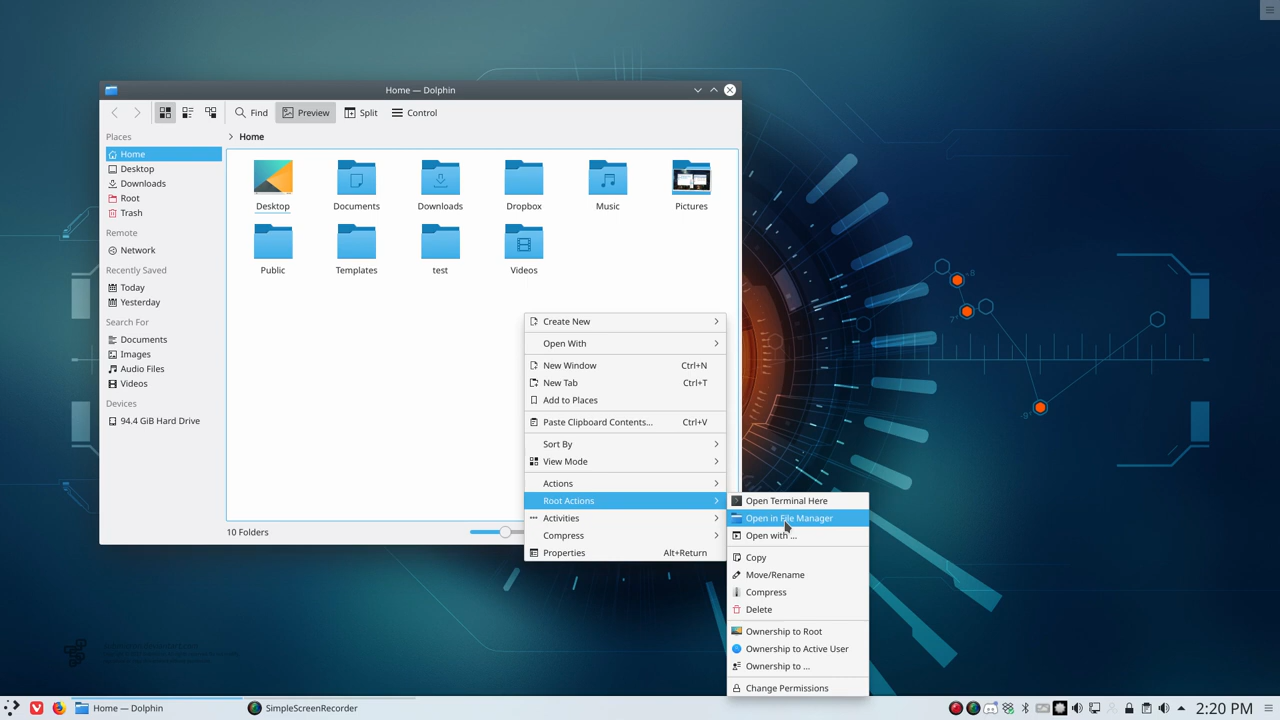 Home — Dolphin
Find
Preview
Split
Control
Places
Home
Desktop
Downloads
Root
Trash
Remote
Network
Recently Saved
Today
Yesterday
Search For
Documents
Images
Audio Files
Videos
Devices
94.4 GiB Hard Drive
Home
Desktop
Documents
Downloads
Dropbox
Music
Pictures
Public
Templates
test
Videos
10 Folders
Create New
Open With
New Window Ctrl+N
New Tab Ctrl+T
Add to Places
Paste Clipboard Contents... Ctrl+V
Sort By
View Mode
Actions
Root Actions
Activities
Compress
Properties Alt+Return
Open Terminal Here
Open in File Manager
Open with ...
Copy
Move/Rename
Compress
Delete
Ownership to Root
Ownership to Active User
Ownership to ...
Change Permissions
Home — Dolphin
SimpleScreenRecorder
2:20 PM